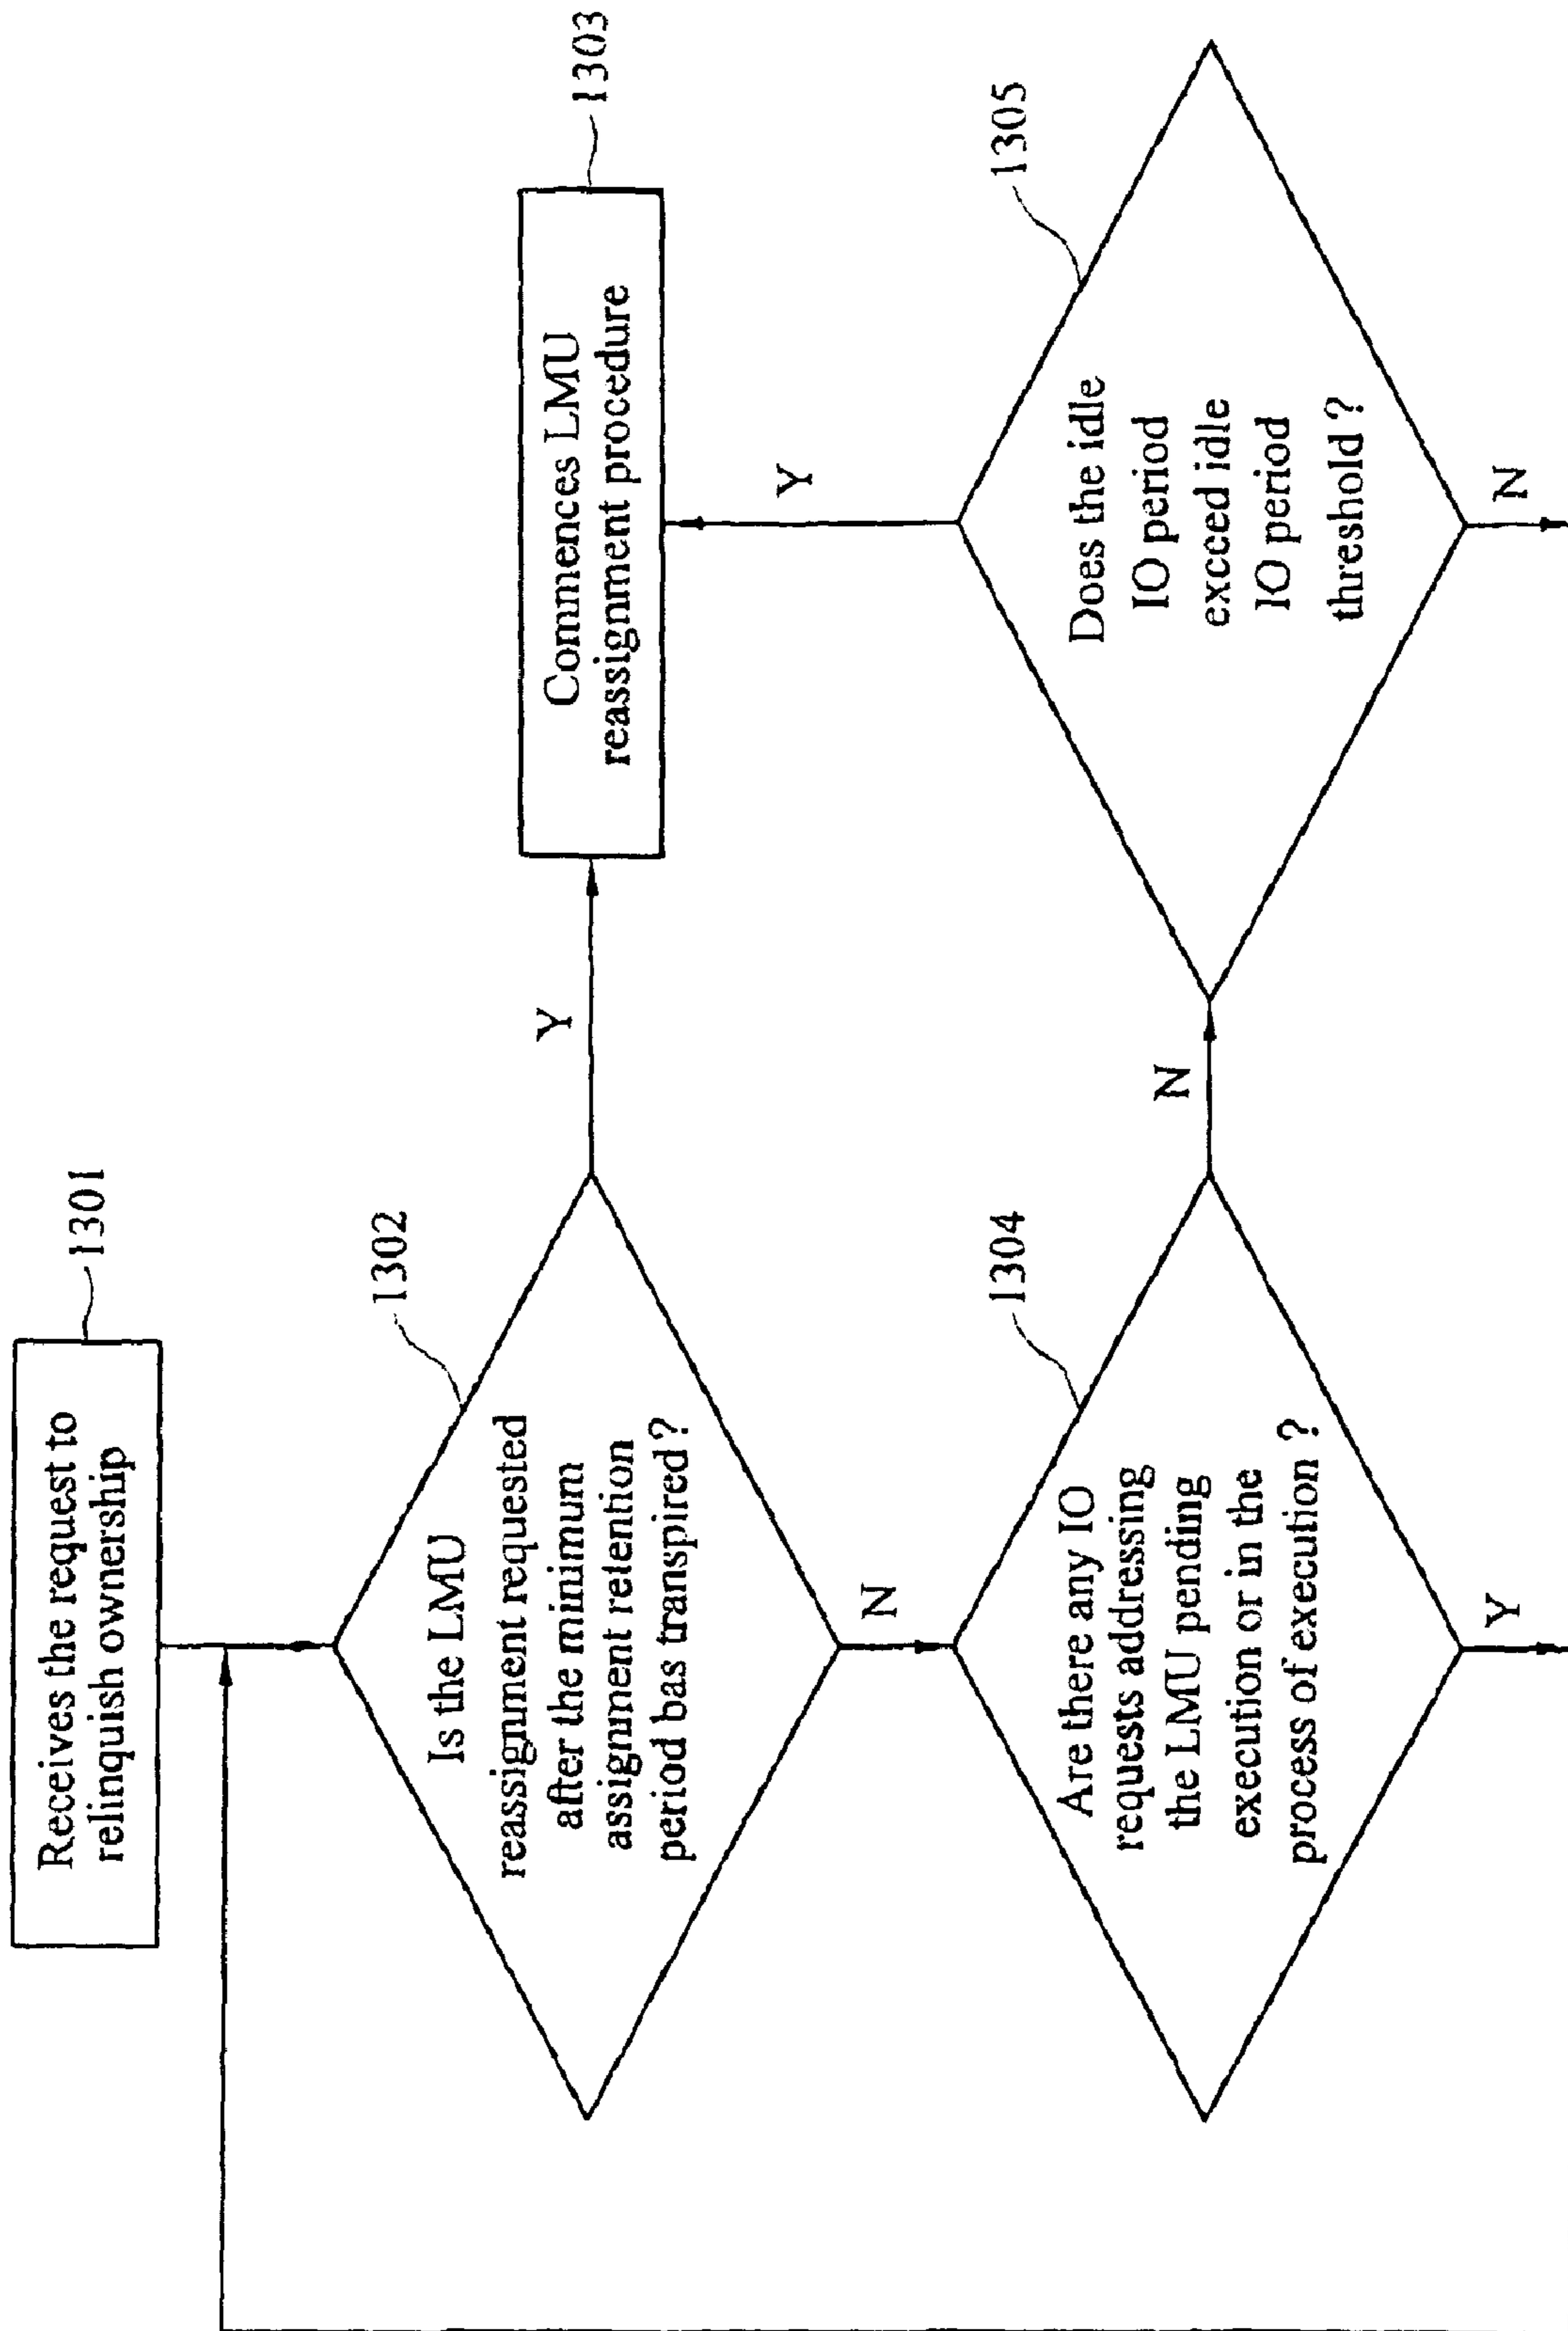 Receives the request to
relinquish ownership
1301
Is the LMU
reassignment requested
after the minimum
assignment retention
period bas transpired?
1302
Y
Commences LMU
reassignment procedure
1303
N
Are there any IO
requests addressing
the LMU pending
execution or in the
process of execution ?
1304
N
Y
Does the idle
IO period
exceed idle
IO period
threshold ?
1305
Y
N